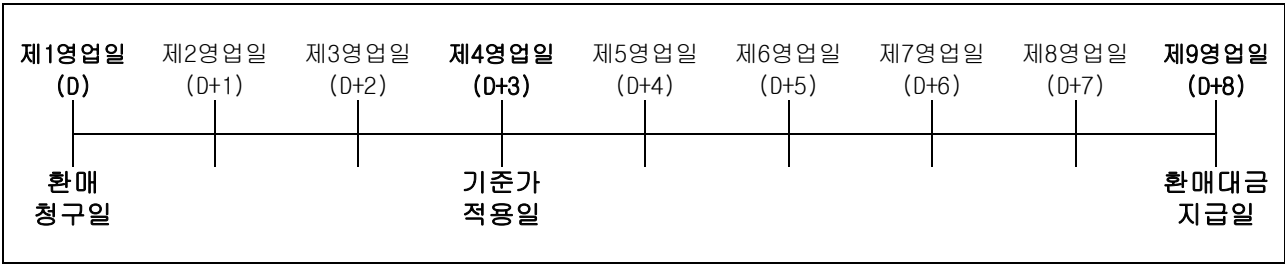 제1영업일 제2영업일 제3영업일 제4영업일 제5영업일 제6영업일 제7영업일 제8영업일 제9영업일
(D) (D+1) (D+2) (D+3) (D+4) (D+5) (D+6) (D+7) (D+8)
환매 기준가 환매대금
청구일 적용일 지급일